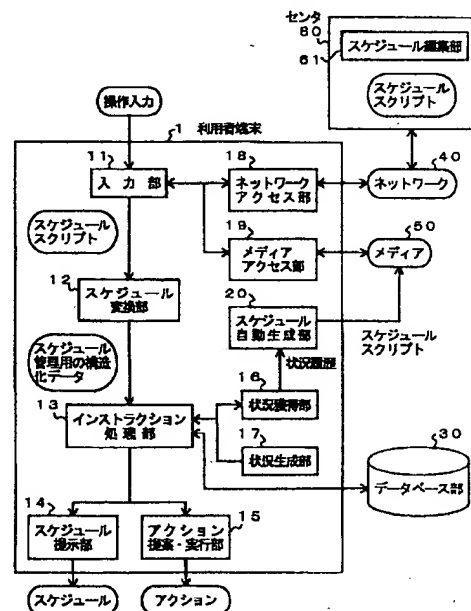 センタ
80
61
スケジュール編集部
スケジュール
スクリプト
操作入力
1
利用者端末
11
入力部
18
ネットワーク
アクセス部
40
ネットワーク
スケジュール
スクリプト
19
メディア
アクセス部
50
メディア
12
スケジュール
変換部
20
スケジュール
自動生成部
スケジュール
スクリプト
スケジュール
管理用の構造
化データ
状況履歴
16
状況獲得部
13
インストラクション
処理部
17
状況生成部
30
データベース部
14
スケジュール
提示部
アクション
提案・実行部
15
スケジュール
アクション